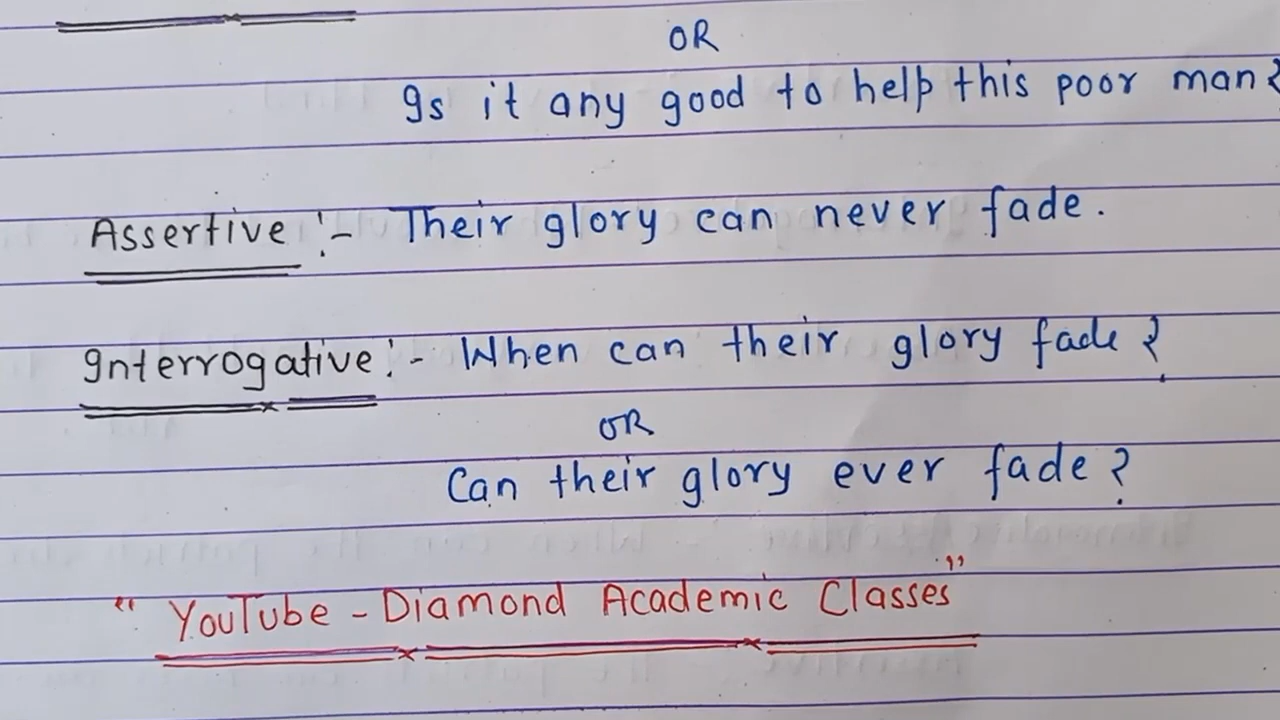 OR
Is it any good to help this poor man?
Assertive :- Their glory can never fade.
Interrogative :- When can their glory fade ?
OR
Can their glory ever fade ?
“ YouTube - Diamond Academic Classes”